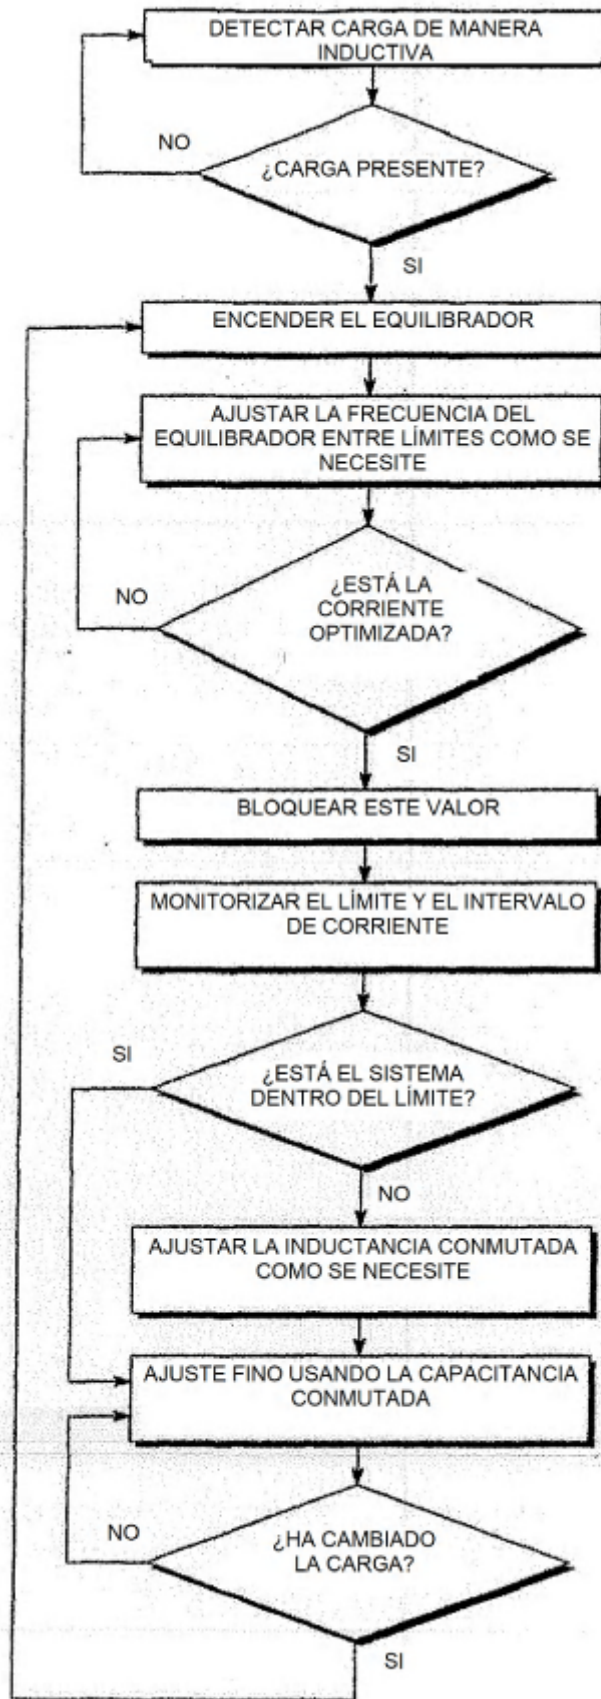 DETECTAR CARGA DE MANERA
INDUCTIVA
NO
¿CARGA PRESENTE?
SI
ENCENDER EL EQUILIBRADOR
AJUSTAR LA FRECUENCIA DEL
EQUILIBRADOR ENTRE LÍMITES COMO SE
NECESITE
NO
¿ESTÁ LA
CORRIENTE
OPTIMIZADA?
SI
BLOQUEAR ESTE VALOR
MONITORIZAR EL LÍMITE Y EL INTERVALO
DE CORRIENTE
SI
¿ESTÁ EL SISTEMA
DENTRO DEL LÍMITE?
NO
AJUSTAR LA INDUCTANCIA CONMUTADA
COMO SE NECESITE
AJUSTE FINO USANDO LA CAPACITANCIA
CONMUTADA
NO
¿HA CAMBIADO
LA CARGA?
SI